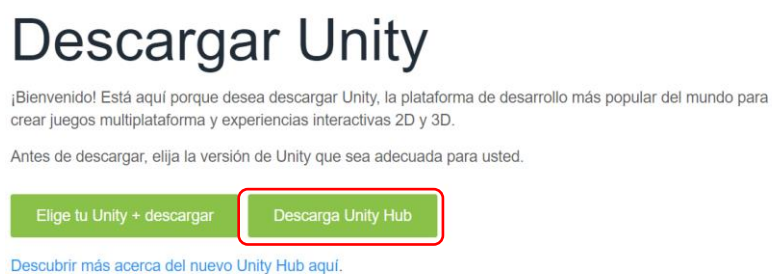 Descargar Unity
¡Bienvenido! Está aquí porque desea descargar Unity, la plataforma de desarrollo más popular del mundo para
crear juegos multiplataforma y experiencias interactivas 2D y 3D.
Antes de descargar, elija la versión de Unity que sea adecuada para usted.
Elige tu Unity + descargar
Descarga Unity Hub
Descubrir más acerca del nuevo Unity Hub aquí.